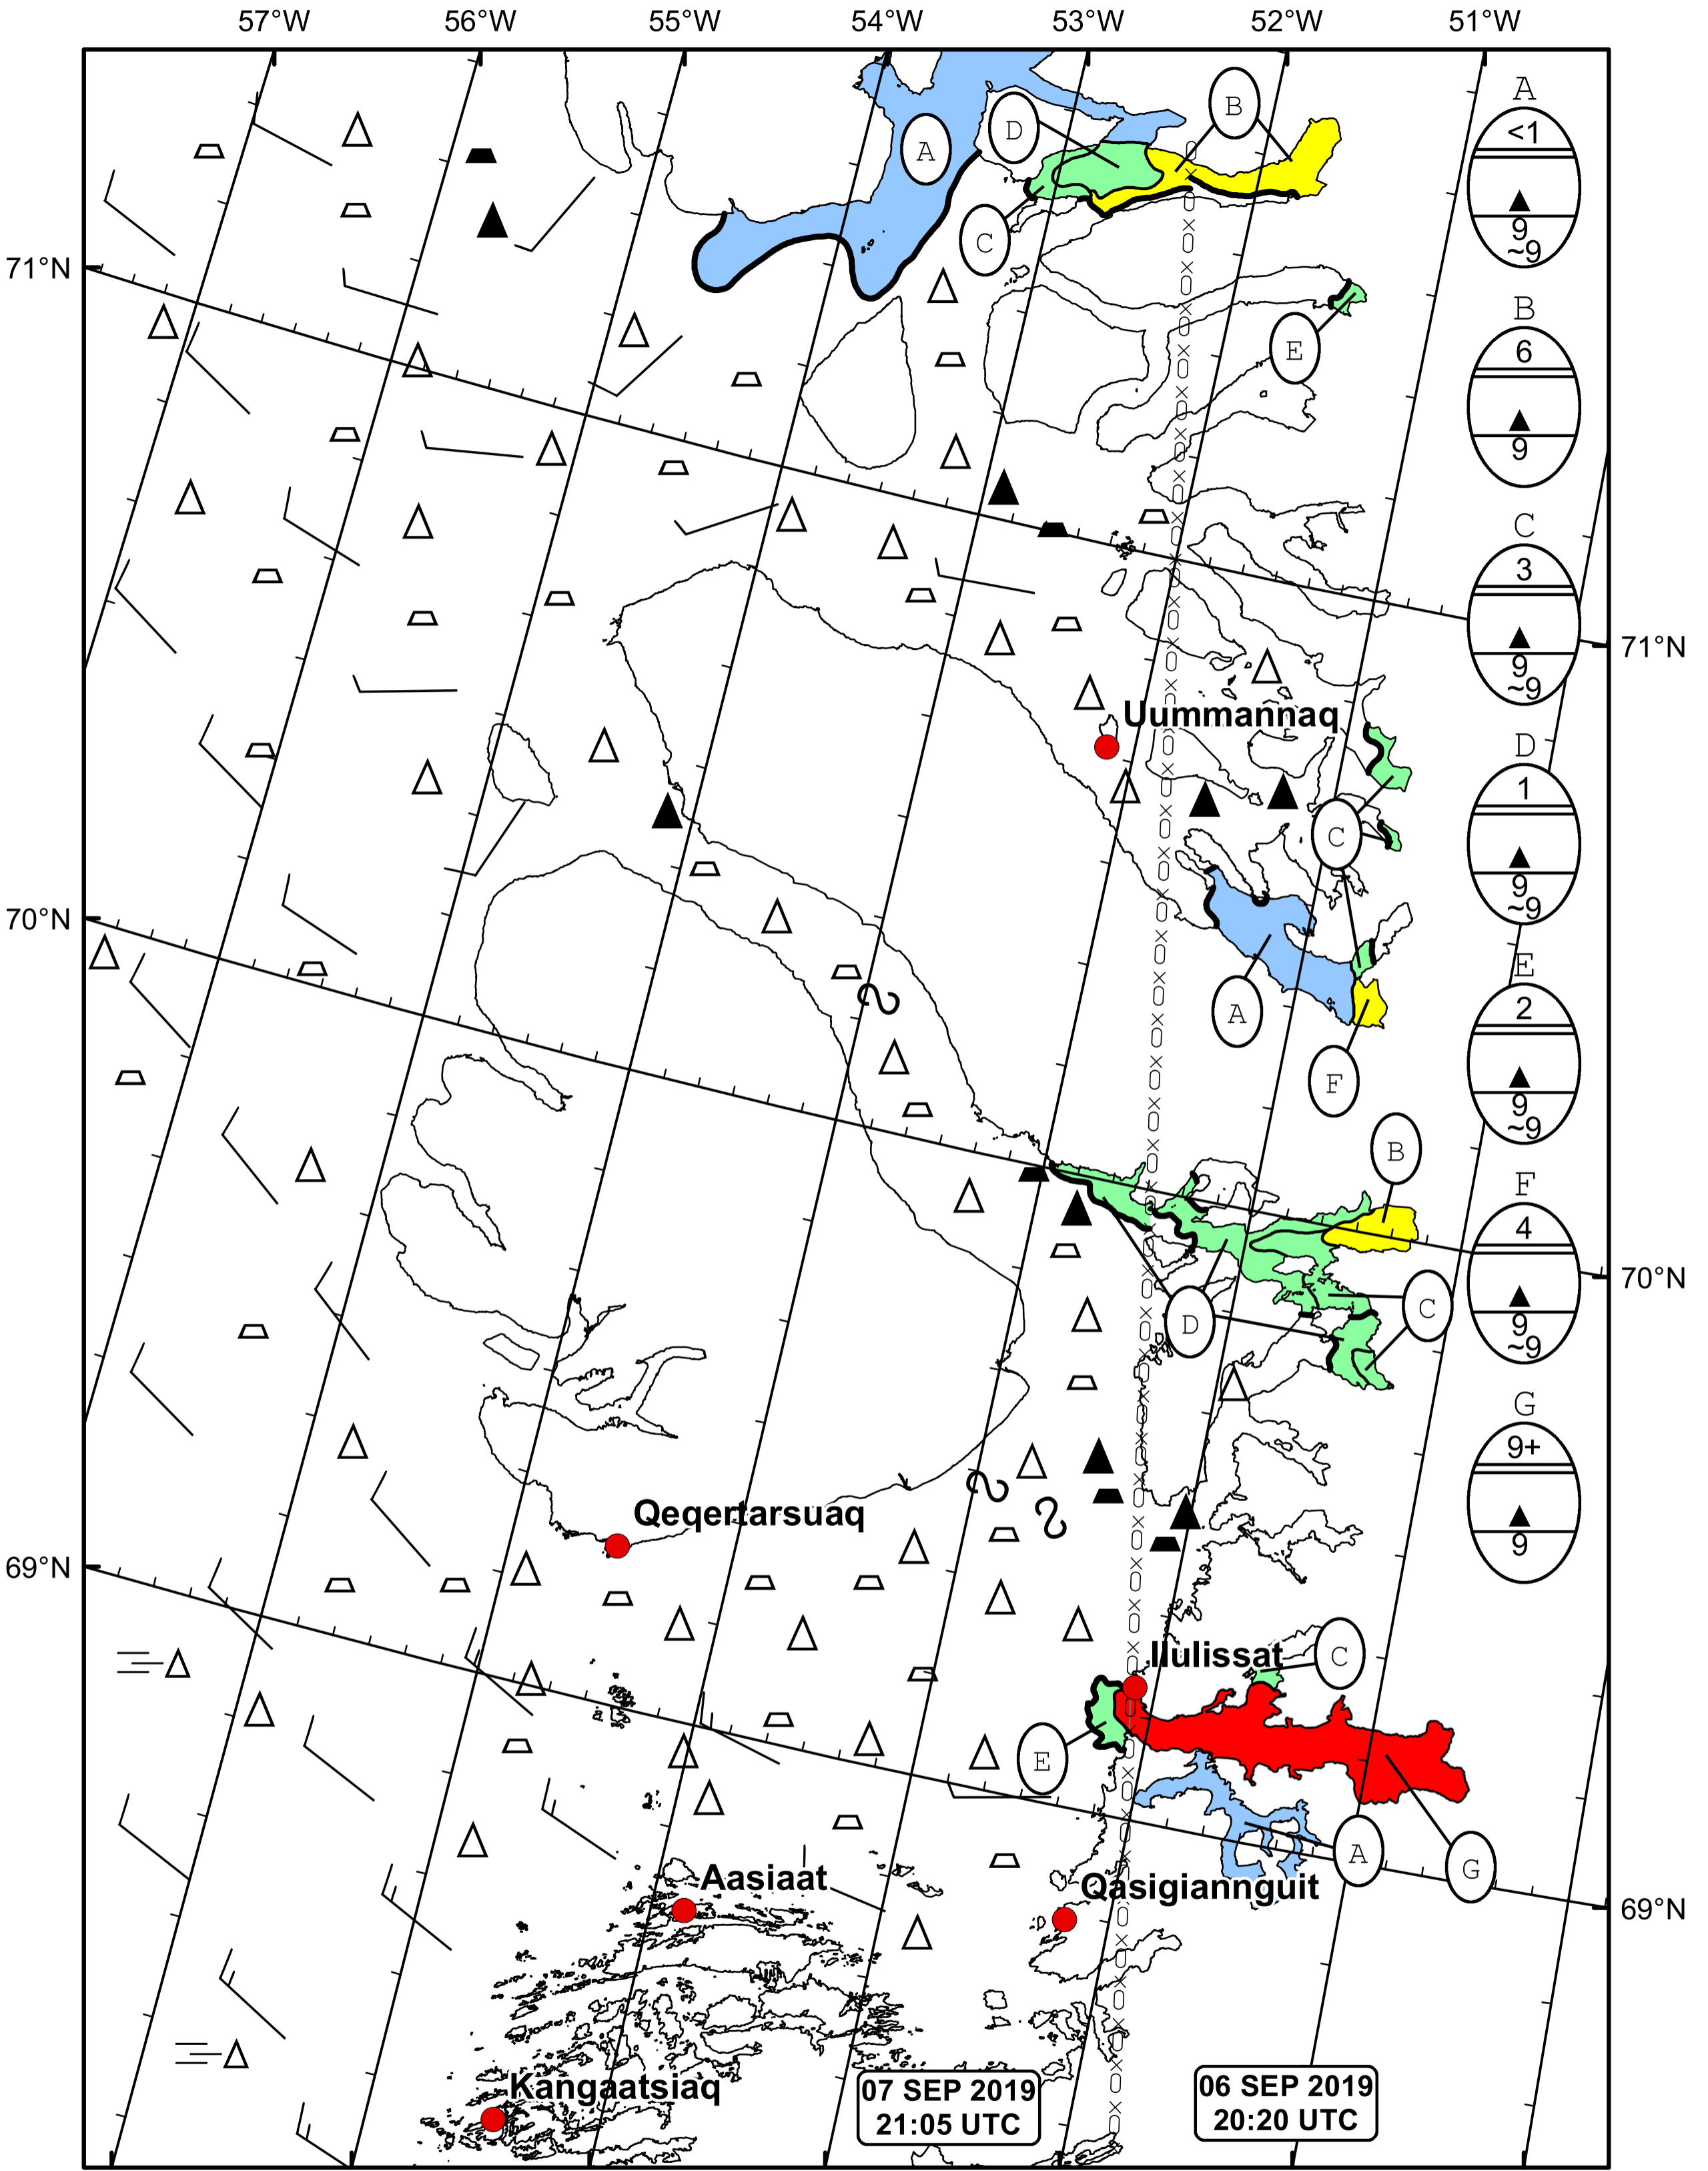 57°W 56°W 55°W 54°W 53°W 52°W 51°W
A
<1
9
~9
B
D
A
C
71°N
B
6
9
E
C
3
9
~9
71°N
Uummannaq
D
1
9
~9
C
70°N
E
2
9
~9
A
F
B
F
4
9
~9
70°N
C
D
G
9+
9
Qeqertarsuaq
69°N
Ilulissat
C
E
A
G
Aasiaat
Qasigiannguit
69°N
Kangaatsiaq
07 SEP 2019
21:05 UTC
06 SEP 2019
20:20 UTC